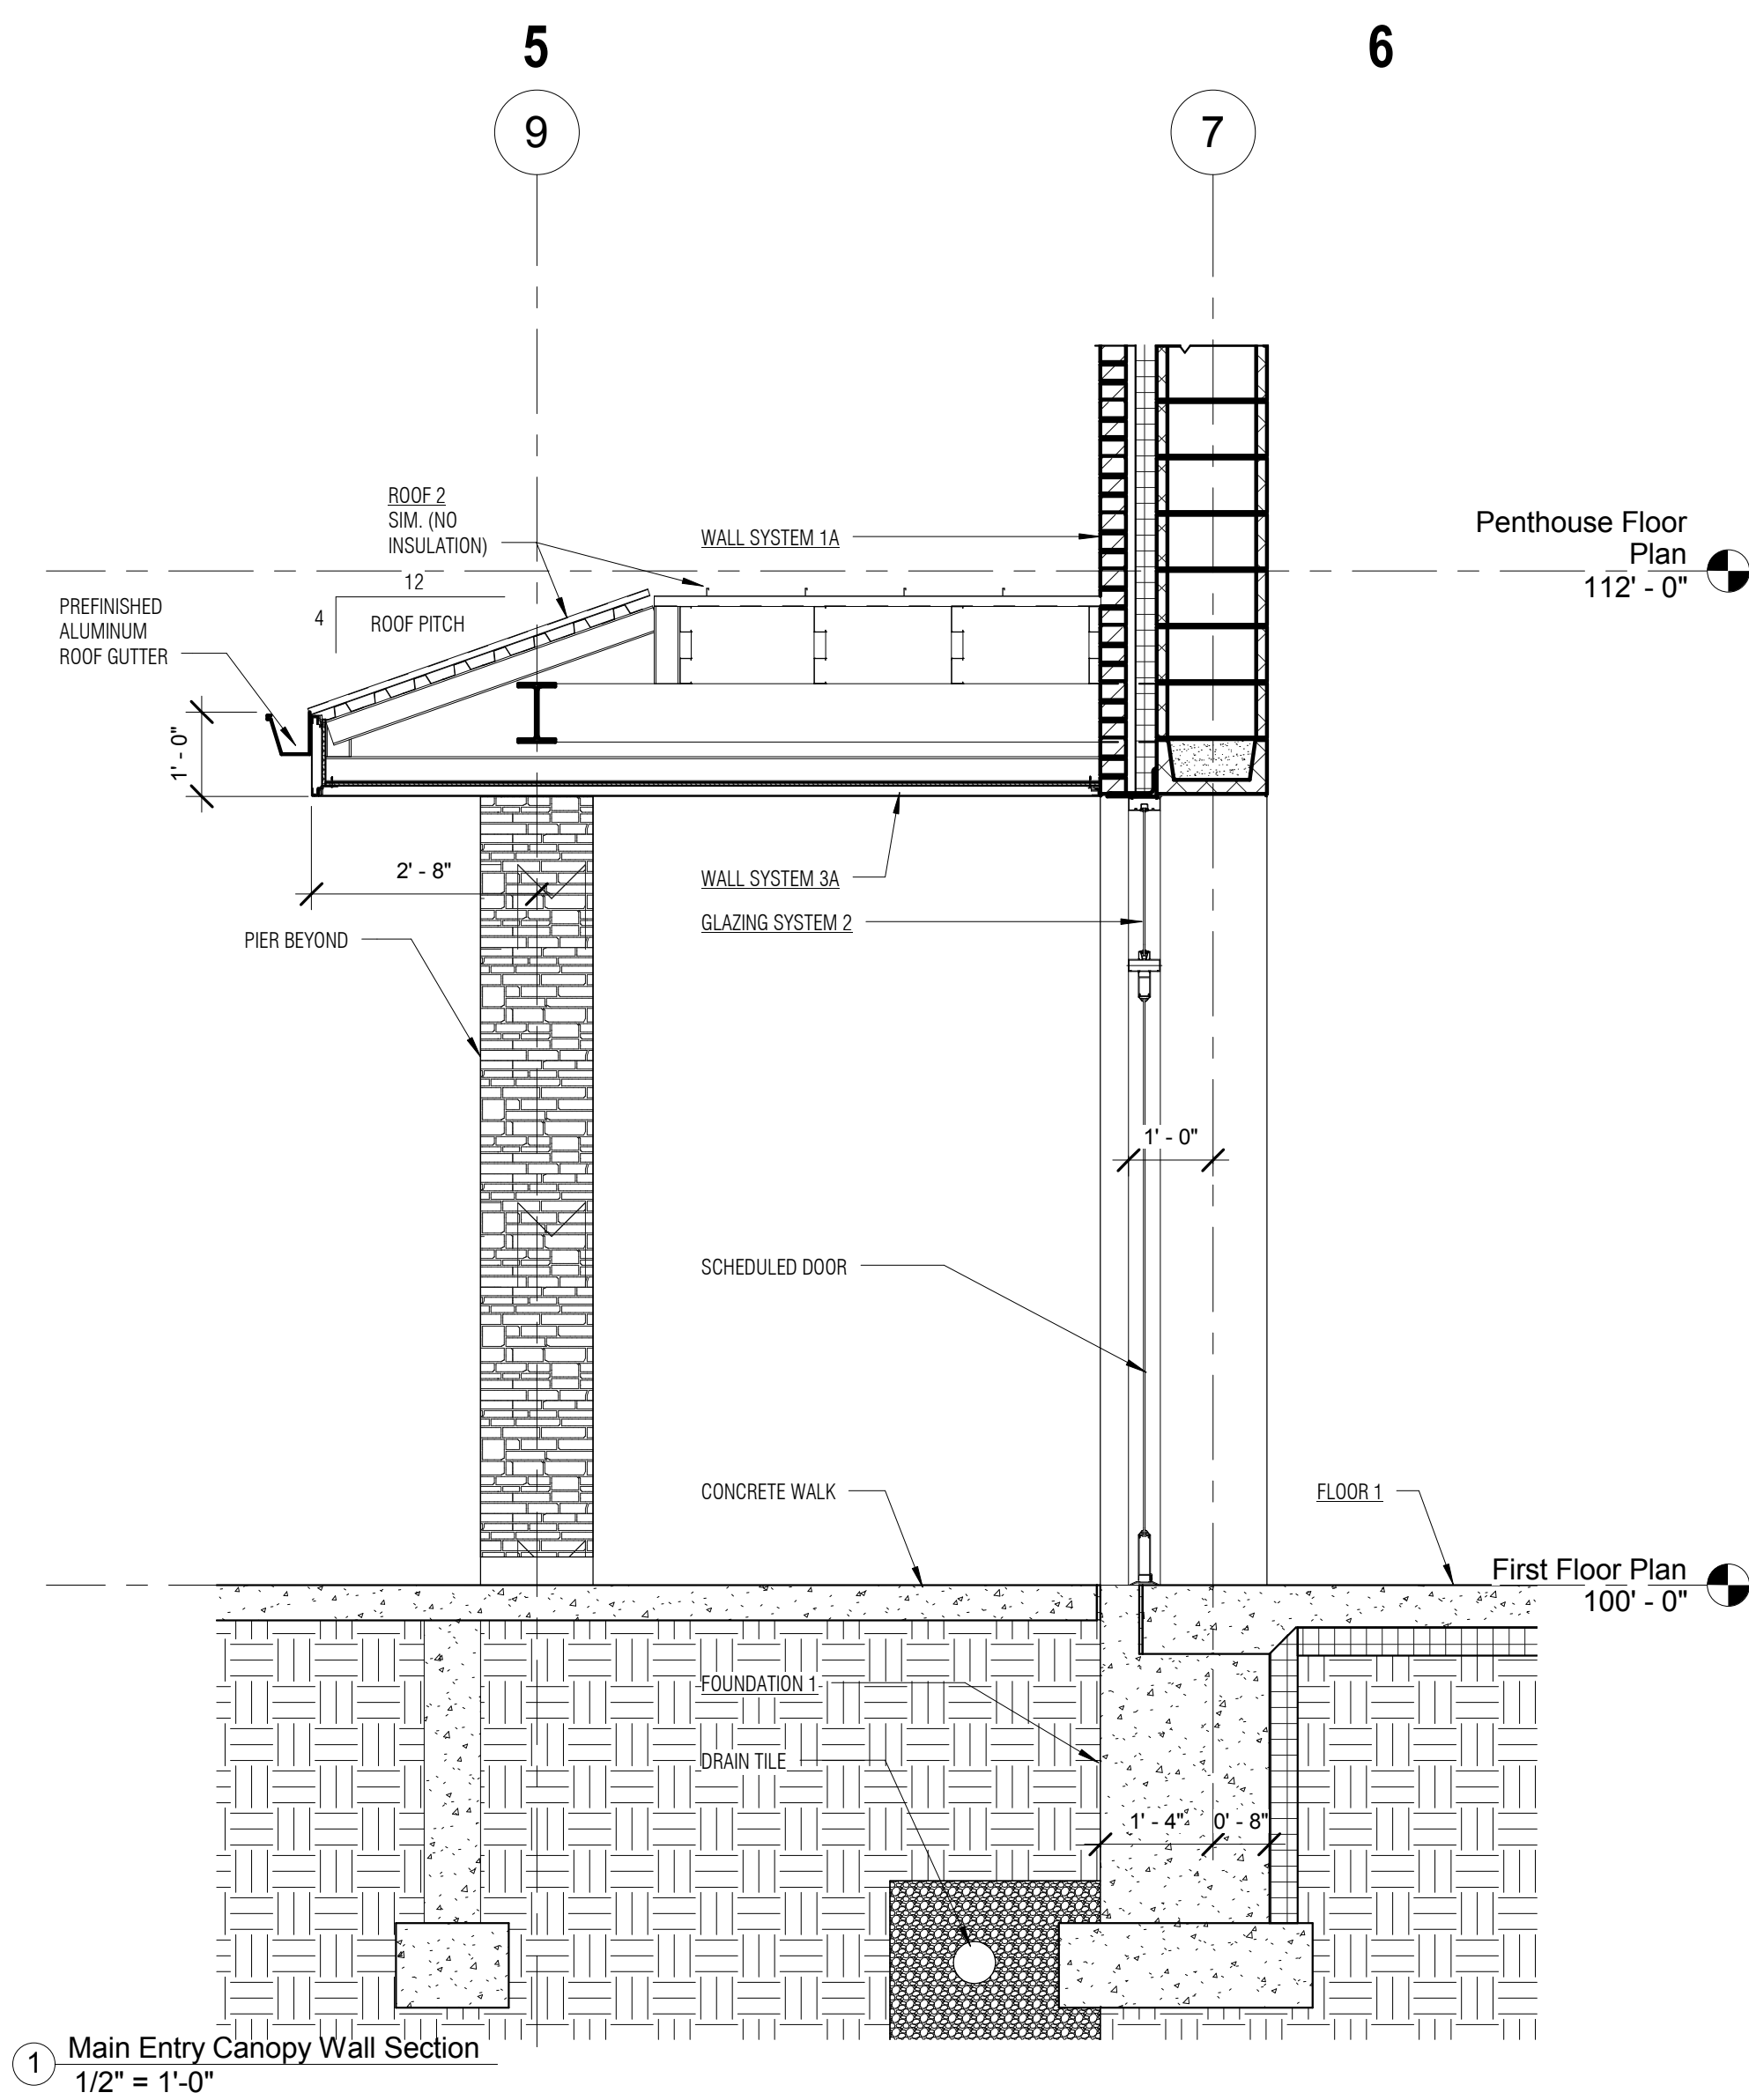 5
6
9
7
ROOF 2
SIM. (NO
INSULATION)
WALL SYSTEM 1A
Penthouse Floor
Plan
112' - 0"
12
4
ROOF PITCH
PREFINISHED
ALUMINUM
ROOF GUTTER
1' - 0"
2' - 8"
WALL SYSTEM 3A
GLAZING SYSTEM 2
PIER BEYOND
1' - 0"
SCHEDULED DOOR
CONCRETE WALK
FLOOR 1
First Floor Plan
100' - 0"
FOUNDATION 1
DRAIN TILE
1' - 4"
0' - 8"
1
Main Entry Canopy Wall Section
1/2" = 1'-0"